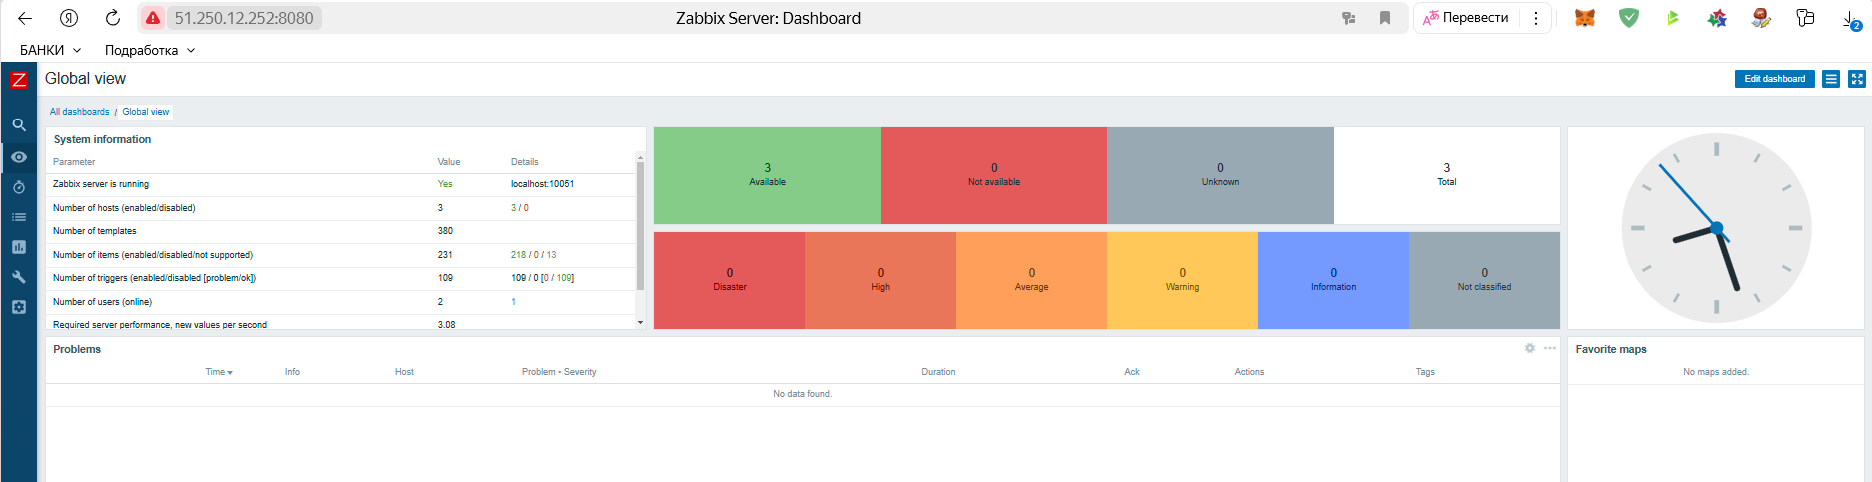 51.250.12.252:8080
Zabbix Server: Dashboard
Перевести
2
БАНКИ
Подработка
Z
Global view
Edit dashboard
All dashboards / Global view
System information
Parameter Value Details
Zabbix server is running Yes localhost:10051
Number of hosts (enabled/disabled) 3 3 / 0
Number of templates 380
Number of items (enabled/disabled/not supported) 231 218 / 0 / 13
Number of triggers (enabled/disabled [problem/ok]) 109 109 / 0 [0 / 109]
Number of users (online) 2 1
Required server performance, new values per second 3.08
3 0 0 3
Available Not available Unknown Total
0 0 0 0 0 0
Disaster High Average Warning Information Not classified
Problems
Time Info Host Problem • Severity Duration Ack Actions Tags
No data found.
Favorite maps
No maps added.